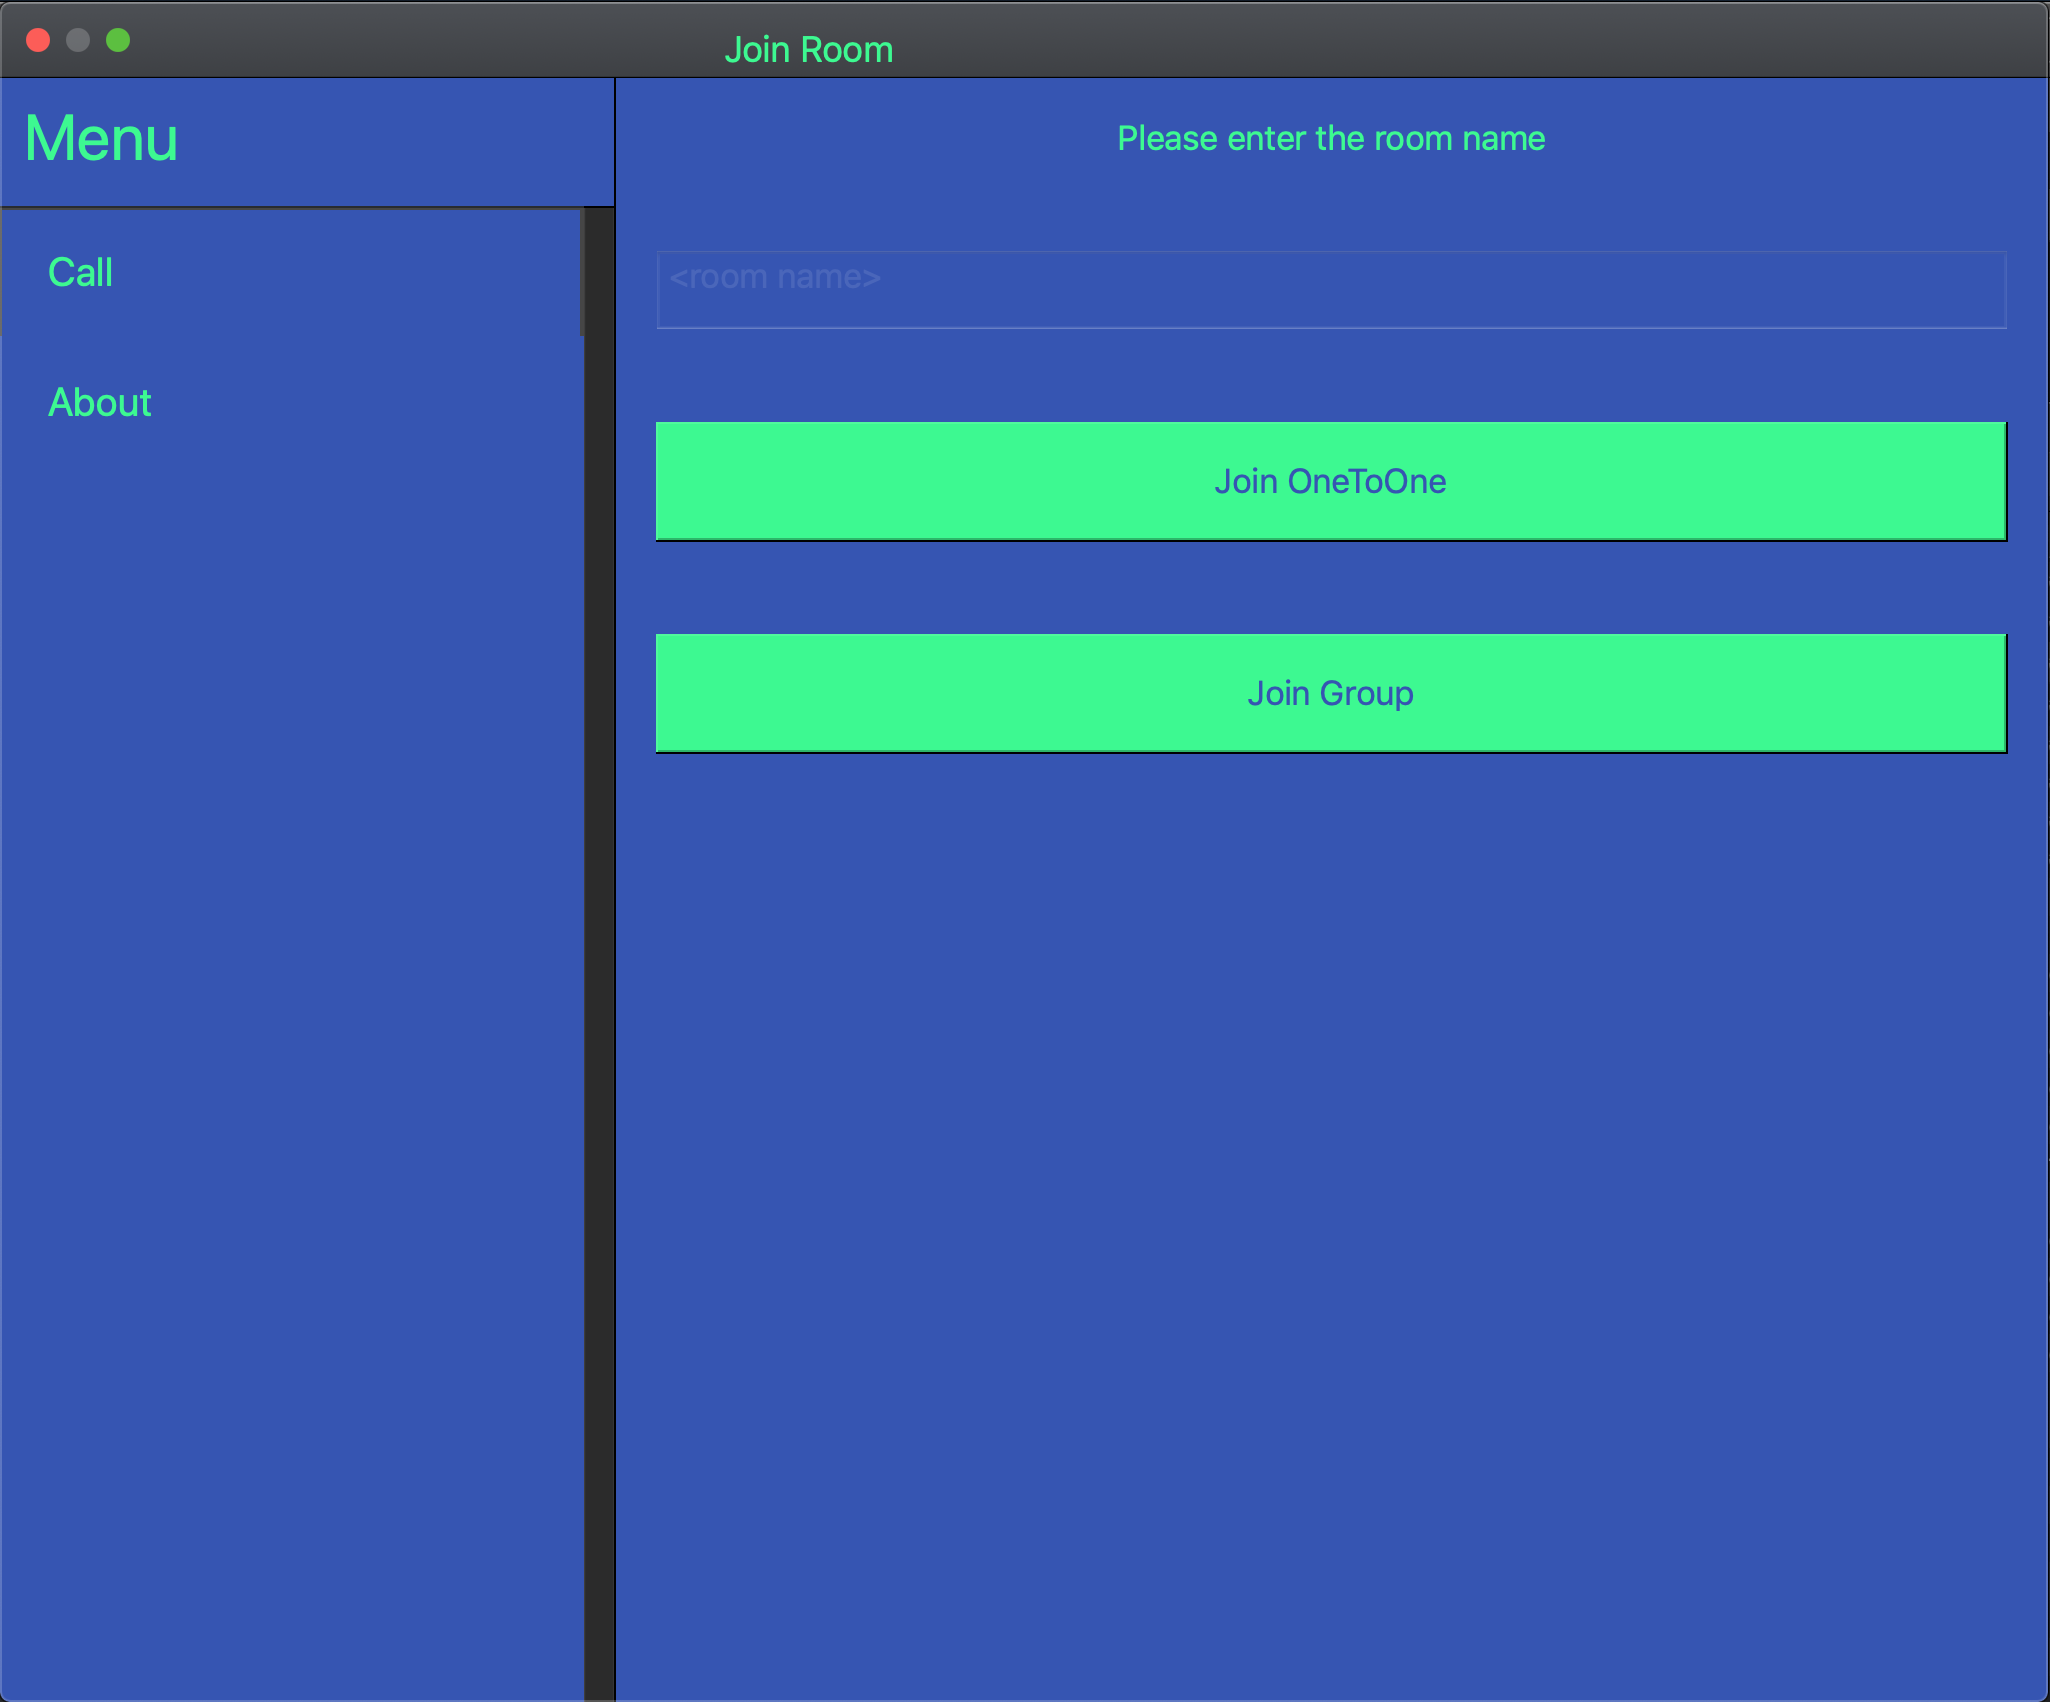 Join Room
Menu
Call
About
Please enter the room name
<room name>
Join OneToOne
Join Group